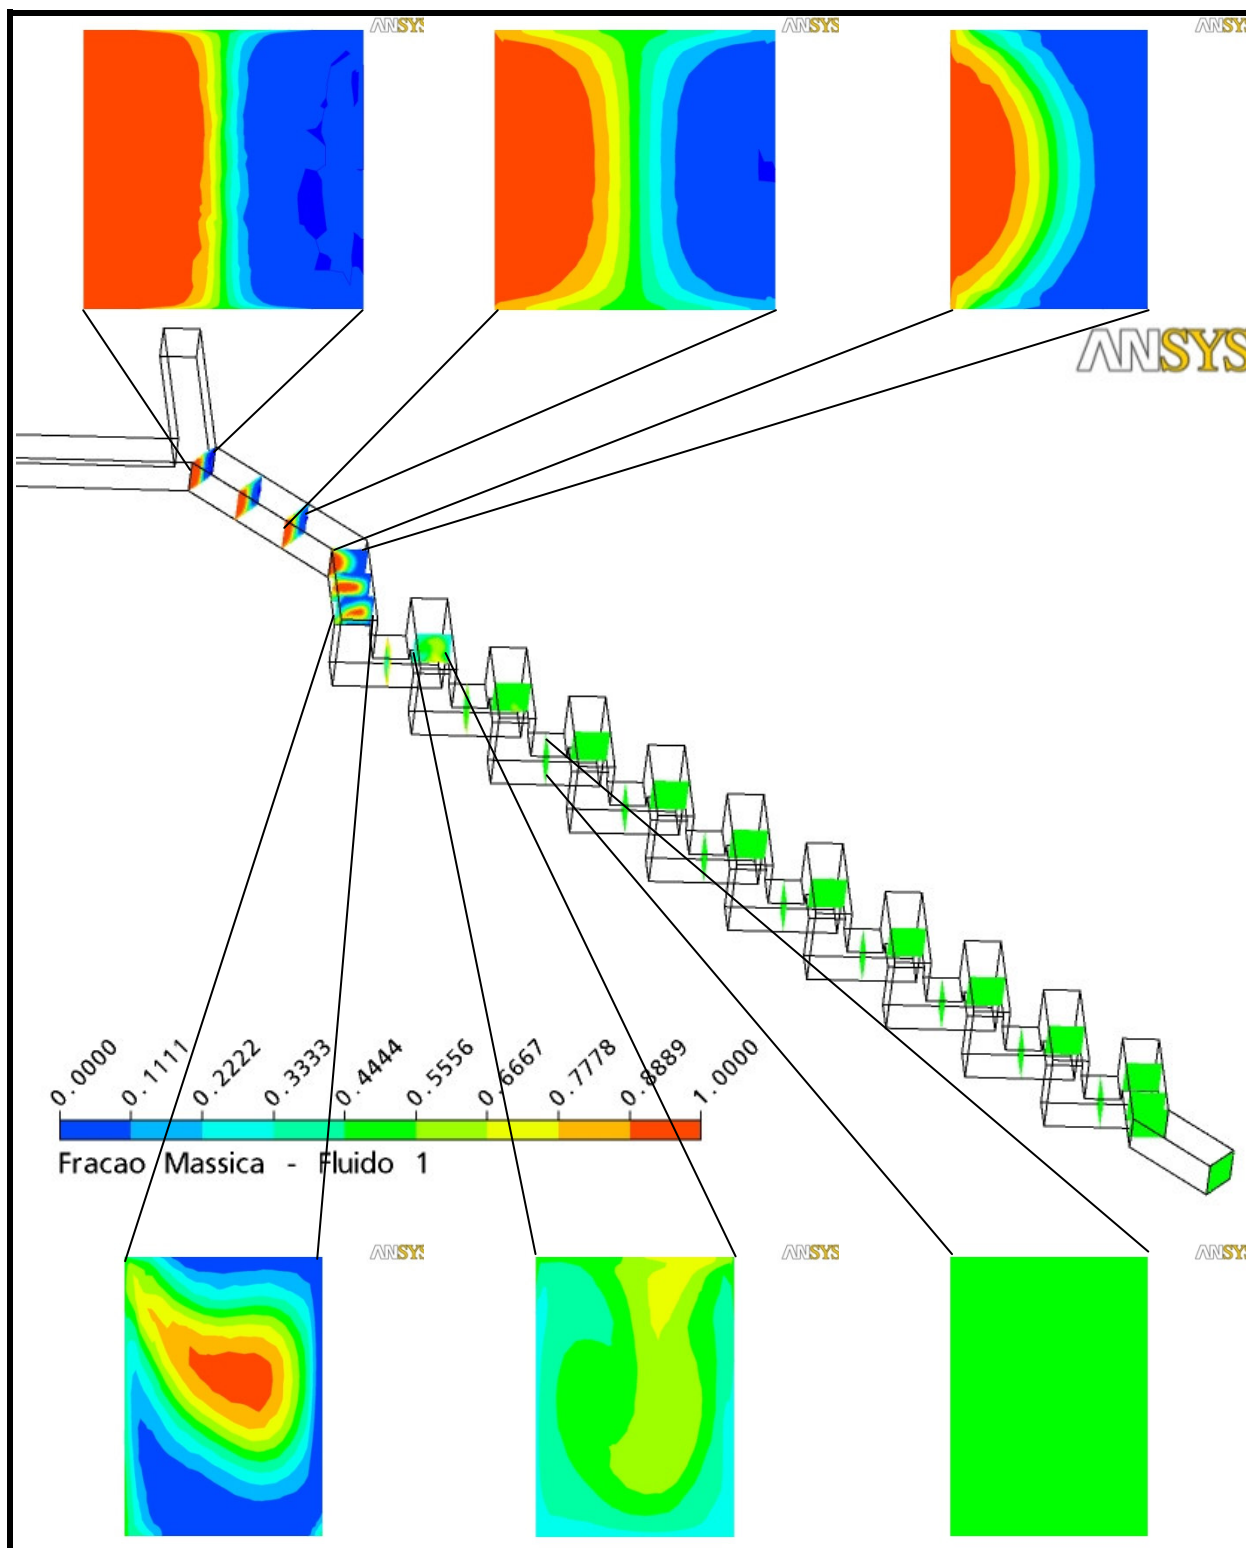 ANSYS
ANSYS
ANSYS
ANSYS
0.0000
0.1111
0.2222
0.3333
0.4444
0.5556
0.6667
0.7778
0.8889
1.0000
Fracao Massica - Fluido 1
ANSYS
ANSYS
ANSYS